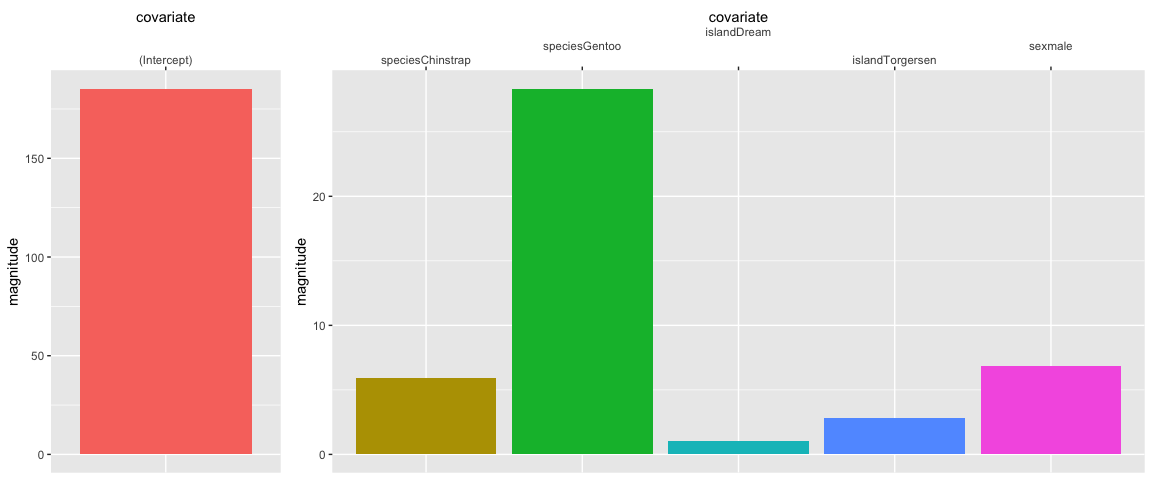 covariate
(Intercept)
magnitude
150
100
50
0
covariate
islandDream
speciesGentoo
sexmale
speciesChinstrap
islandTorgersen
magnitude
20
10
0